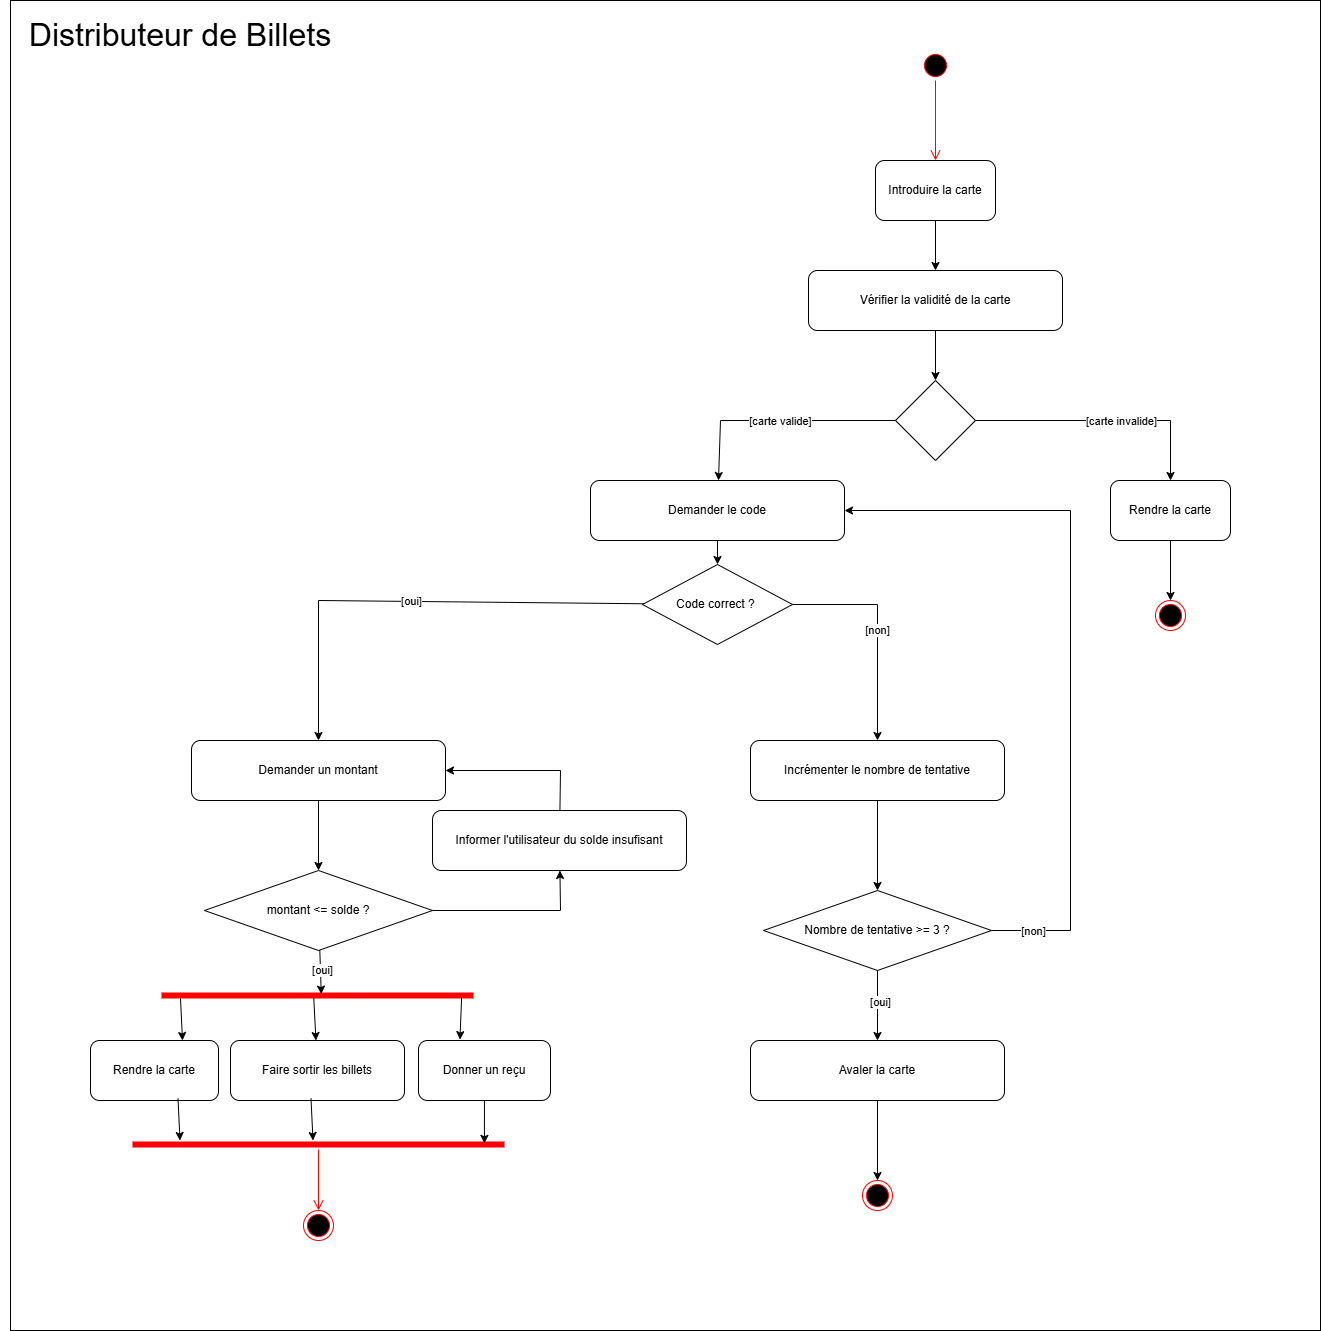 Distributeur de Billets
Introduire la carte
Vérifier la validité de la carte
[carte valide]
[carte invalide]
Demander le code
Rendre la carte
Code correct ?
[oui]
[non]
Demander un montant
Incrémenter le nombre de tentative
Informer l'utilisateur du solde insufisant
montant <= solde ?
Nombre de tentative >= 3 ?
[non]
[oui]
[oui]
Rendre la carte
Faire sortir les billets
Donner un reçu
Avaler la carte